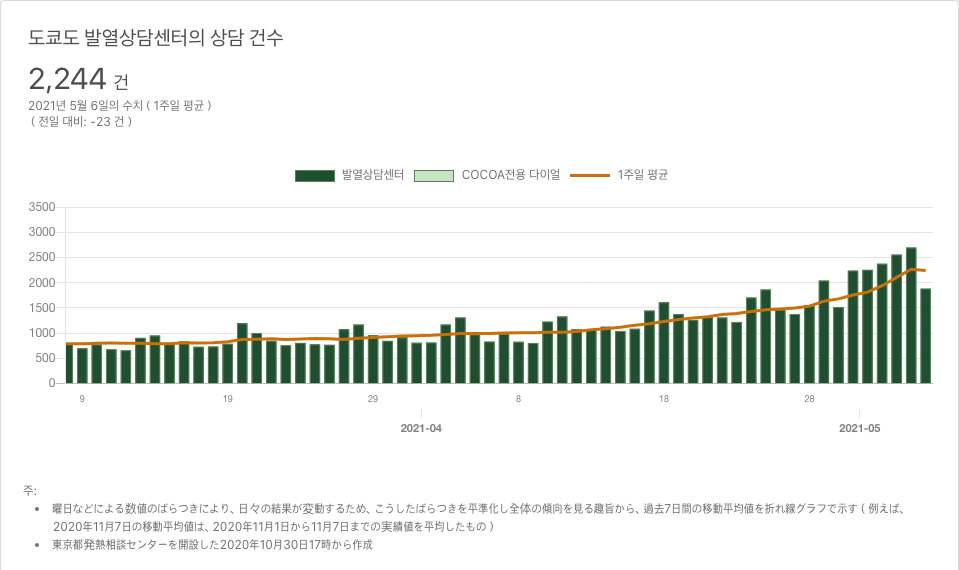 도쿄도 발열상담센터의 상담 건수
2,244 건
2021년 5월 6일의 수치 ( 1주일 평균 )
( 전일 대비: -23 건 )
발열상담센터 COCOA전용 다이얼 1주일 평균
3500
3000
2500
2000
1500
1000
500
0
9 19 29 8 18 28
2021-04 2021-05
주:
• 曜日などによる数値のばらつきにより、日々の結果が変動するため、こうしたばらつきを平準化し全体の傾向を見る趣旨から、過去7日間の移動平均値を折れ線グラフで示す ( 例えば、
2020年11月7日の移動平均値は、2020年11月1日から11月7日までの実績値を平均したもの )
• 東京都発熱相談センターを開設した2020年10月30日17時から作成